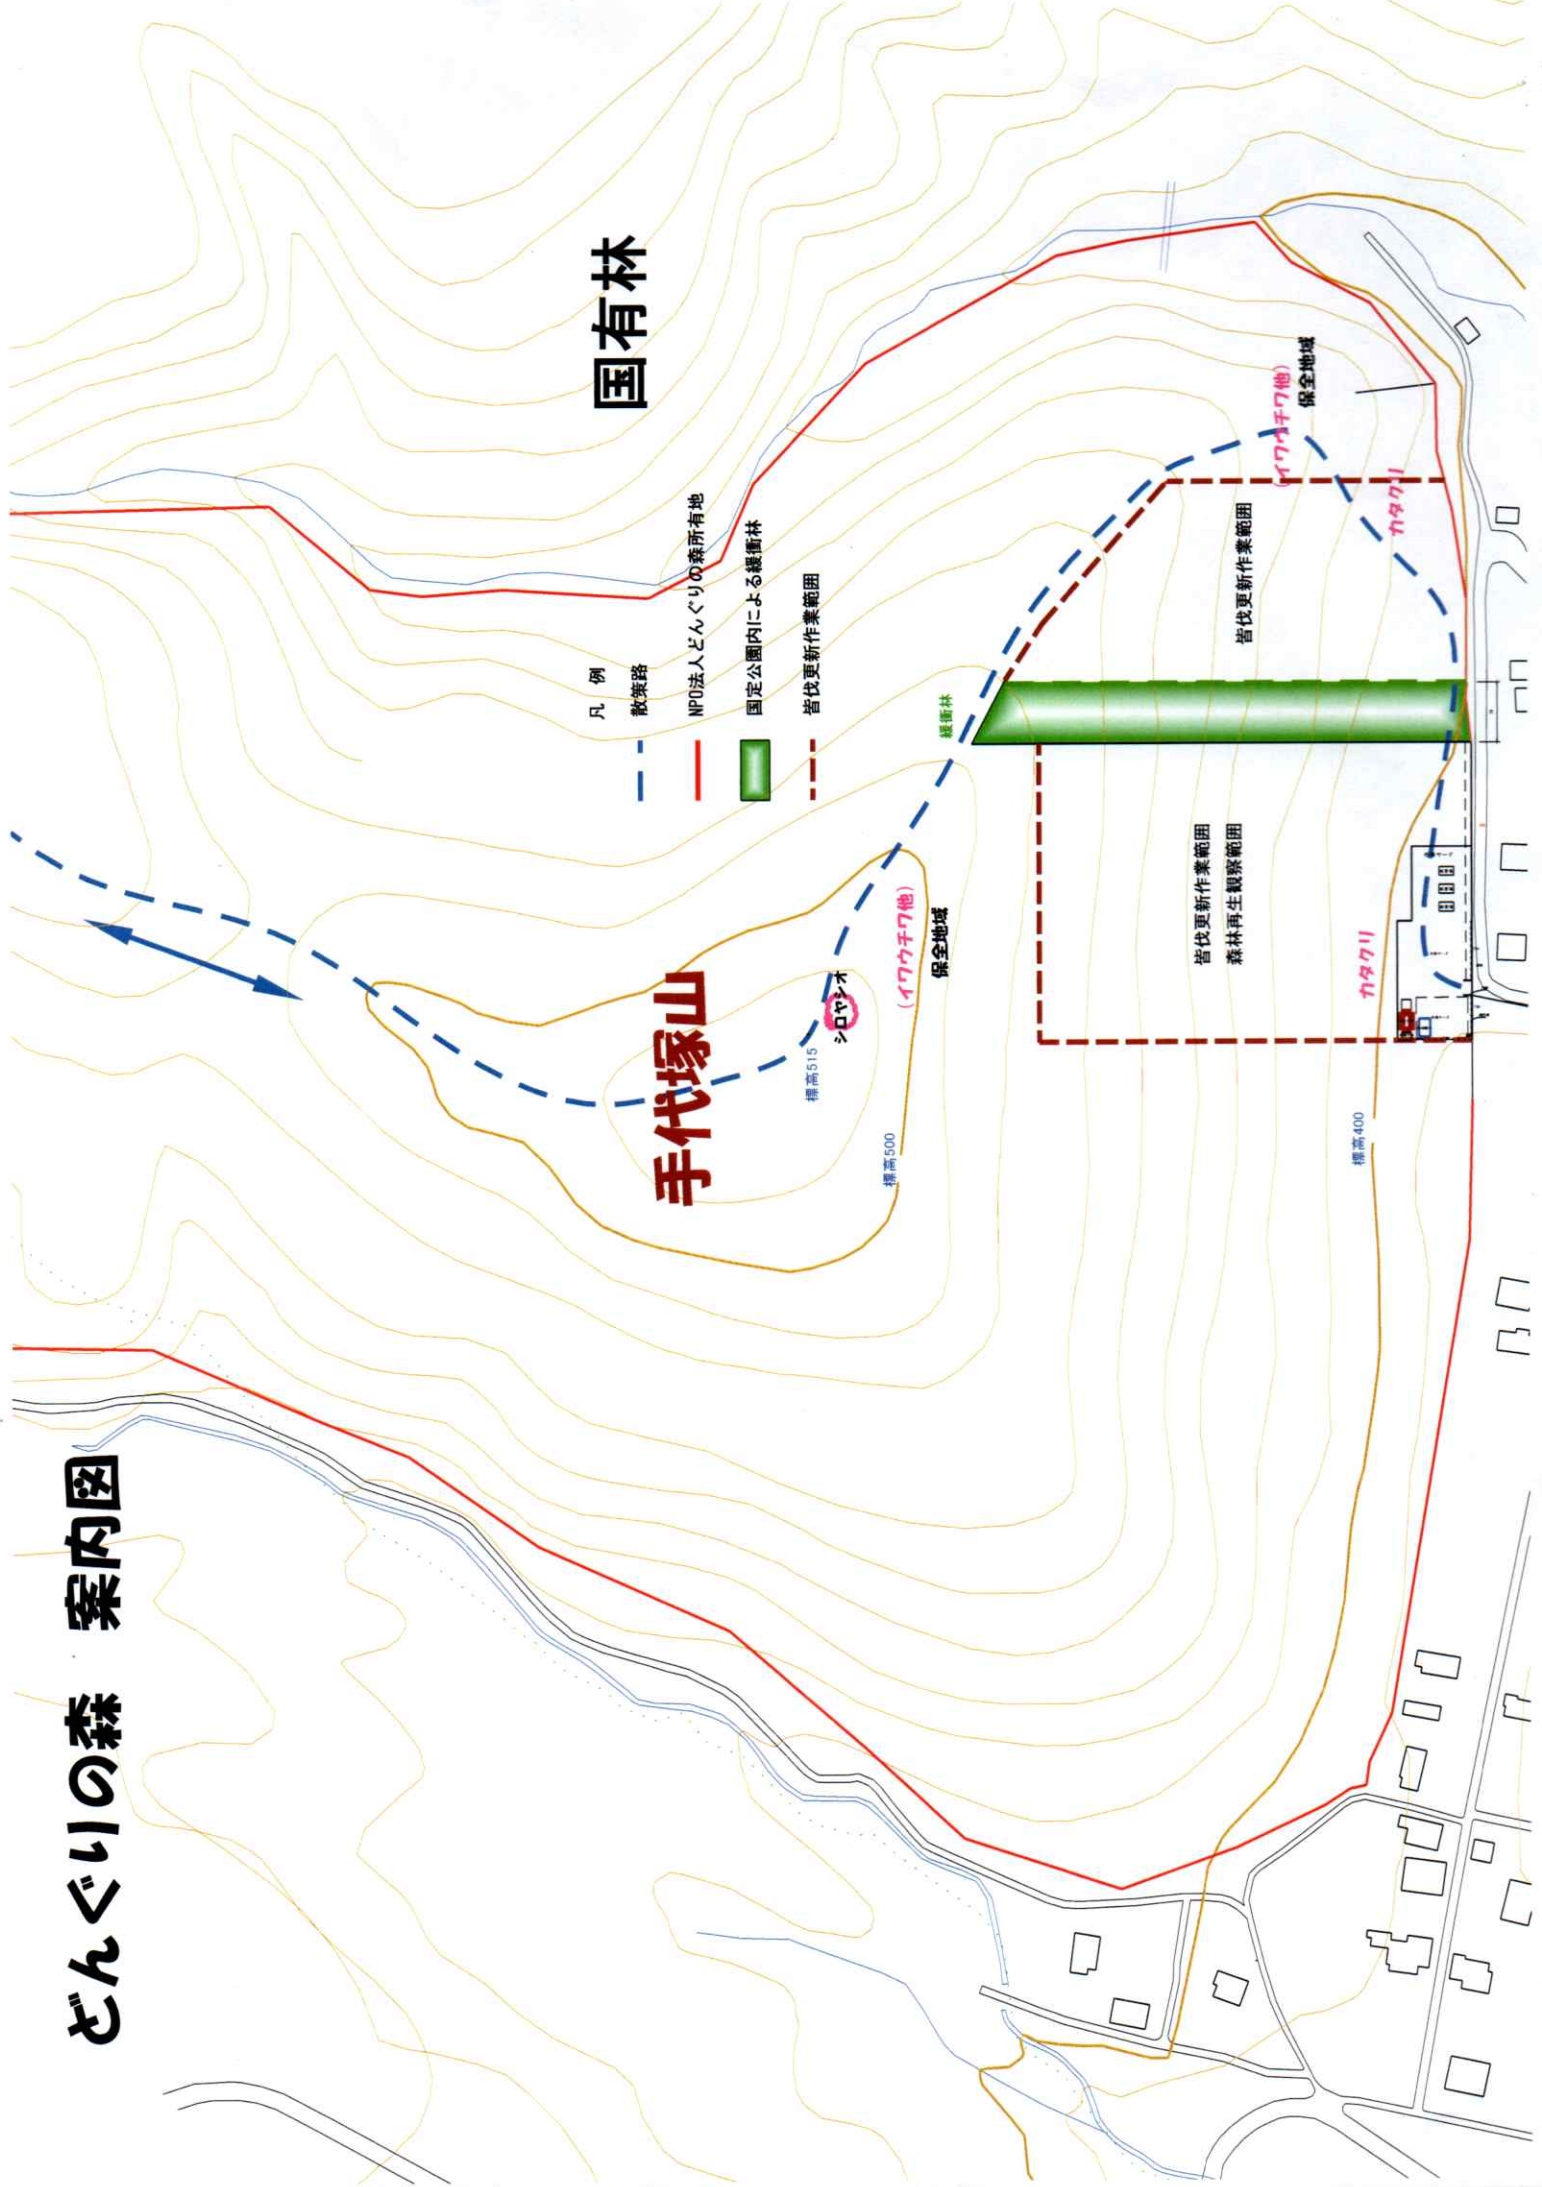 どんぐりの森　案内図
国有林
凡　例
散策路
NPO法人どんぐりの森所有地
国定公園内による緩衝林
皆伐更新作業範囲
手代塚山
標高515
シロヤシオ
標高500
(イワウチワ他)
保全地域
緩衝林
皆伐更新作業範囲
森林再生観察範囲
皆伐更新作業範囲
(イワウチワ他)
保全地域
カタクリ
カタクリ
標高400